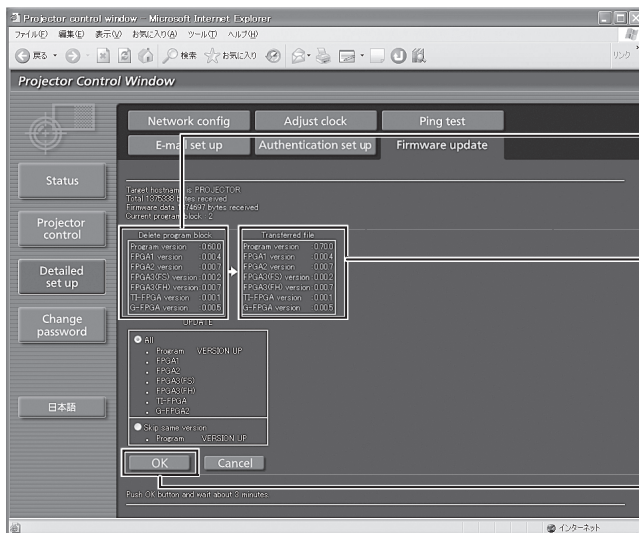 Projector control window - Microsoft Internet Explorer
ファイル(F) 編集(E) 表示(V) お気に入り(A) ツール(T) ヘルプ(H)
戻る 検索 お気に入り リンク
Projector Control Window
Network config Adjust clock Ping test
E-mail set up Authentication set up Firmware update
Status
Projector control
Detailed set up
Change password
日本語
Target hostname is PROJECTOR
Total 1375338 bytes received
Firmware data 1374697 bytes received
Current program block : 2
Delete program block Transferred file
Program version :0.60.0 Program version :0.70.0
FPGA1 version :0.00.4 FPGA1 version :0.00.4
FPGA2 version :0.00.7 FPGA2 version :0.00.7
FPGA3(FS) version :0.00.2 FPGA3(FS) version :0.00.2
FPGA3(FH) version :0.00.7 FPGA3(FH) version :0.00.7
TI-FPGA version :0.00.1 TI-FPGA version :0.00.1
G-FPGA version :0.00.5 G-FPGA version :0.00.5
UPDATE
All
. Program VERSION UP
. FPGA1
. FPGA2
. FPGA3(FS)
. FPGA3(FH)
. TI-FPGA
. G-FPGA2
Skip same version
. Program VERSION UP
OK Cancel
Push OK button and wait about 3 minutes.
インターネット